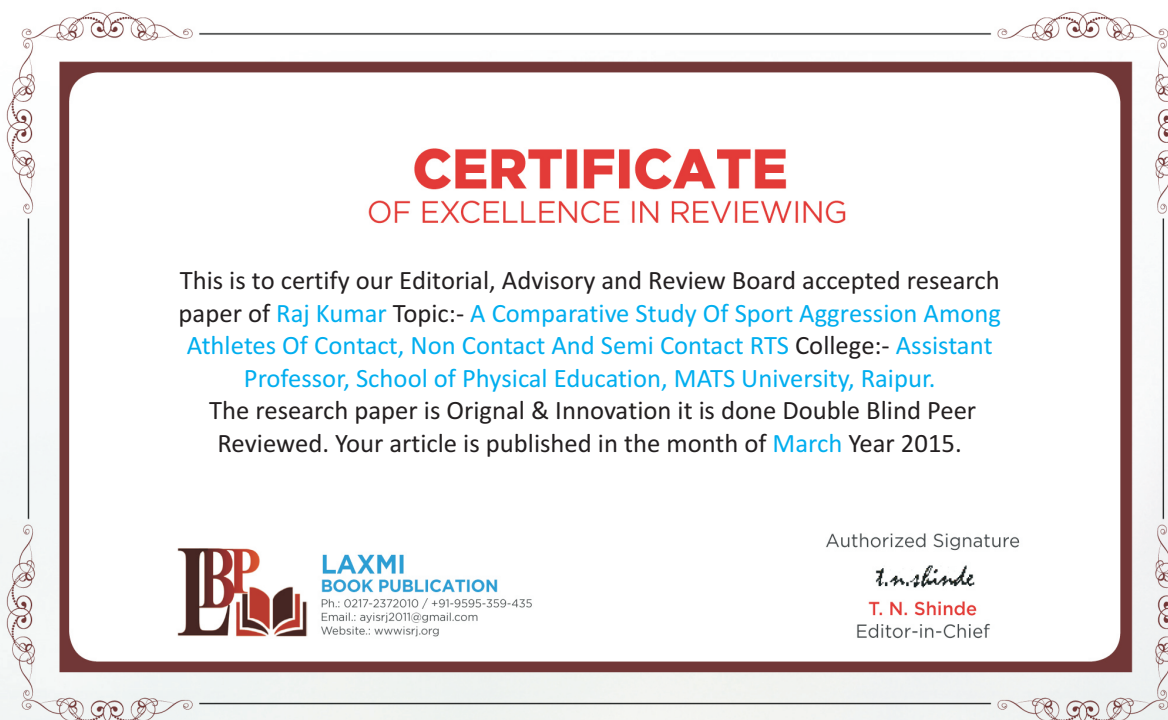 CERTIFICATE
OF EXCELLENCE IN REVIEWING
This is to certify our Editorial, Advisory and Review Board accepted research
paper of Raj Kumar Topic:- A Comparative Study Of Sport Aggression Among
Athletes Of Contact, Non Contact And Semi Contact RTS College:- Assistant
Professor, School of Physical Education, MATS University, Raipur.
The research paper is Orignal & Innovation it is done Double Blind Peer
Reviewed. Your article is published in the month of March Year 2015.
LBP
LAXMI
BOOK PUBLICATION
Ph.: 0217-2372010 / +91-9595-359-435
Email.: ayisrj2011@gmail.com
Website.: wwwisrj.org
Authorized Signature
t.n.shinde
T. N. Shinde
Editor-in-Chief